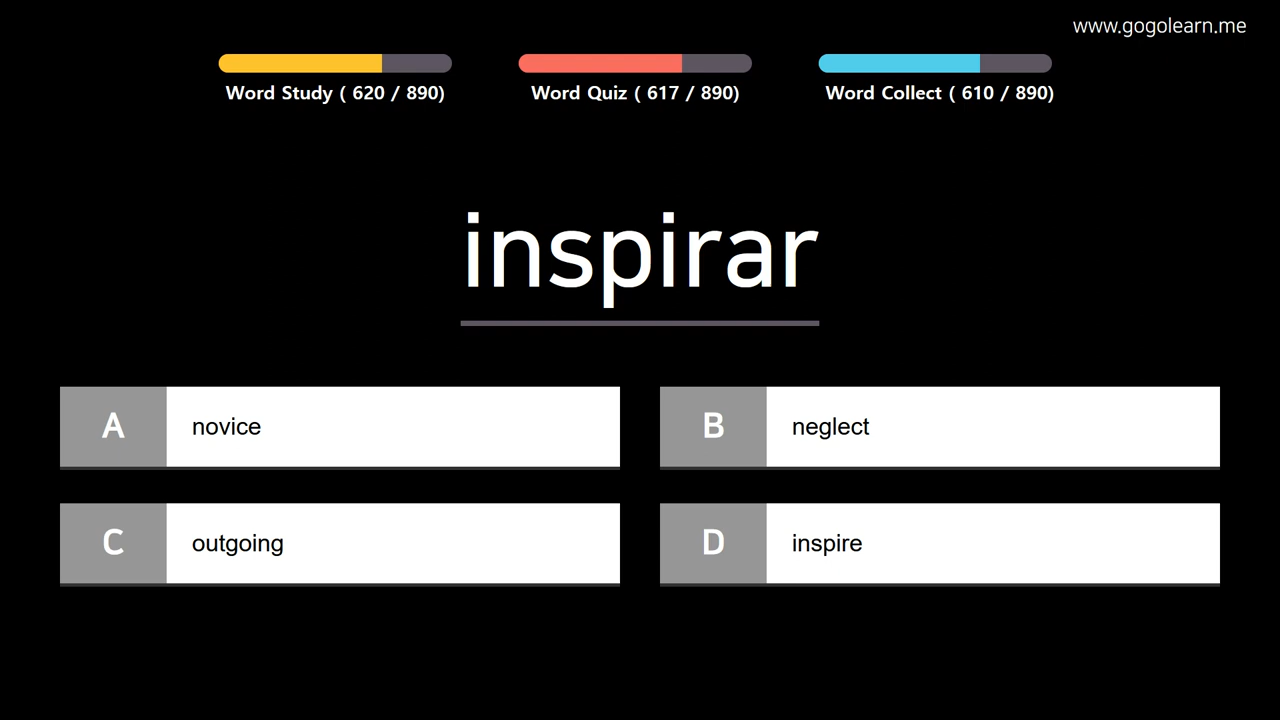 www.gogolearn.me
Word Study ( 620 / 890)
Word Quiz ( 617 / 890)
Word Collect ( 610 / 890)
inspirar
A novice
B neglect
C outgoing
D inspire